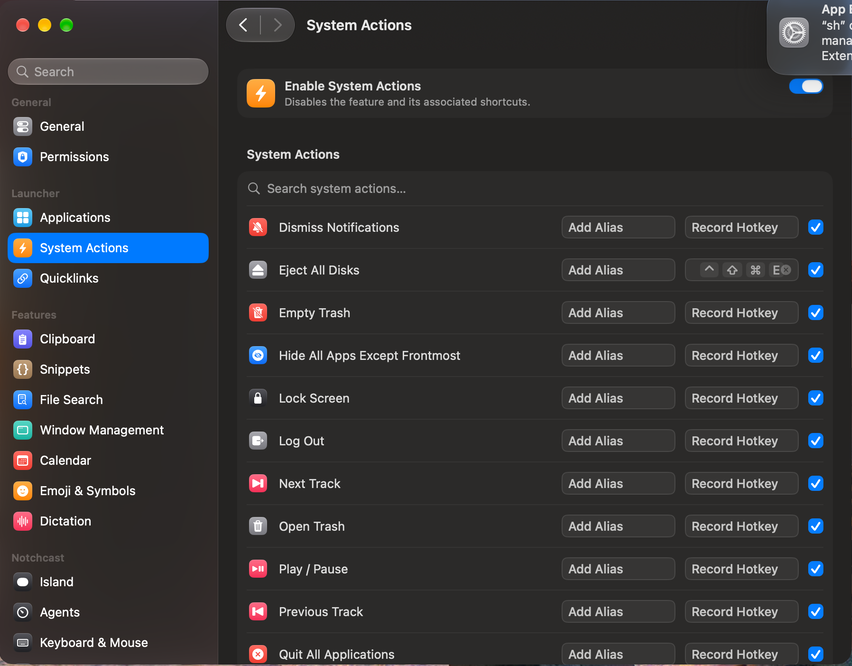 System Actions
App E
"sh" c
mana
Exten
Search
General
General
Permissions
Launcher
Applications
System Actions
Quicklinks
Features
Clipboard
Snippets
File Search
Window Management
Calendar
Emoji & Symbols
Dictation
Notchcast
Island
Agents
Keyboard & Mouse
Enable System Actions
Disables the feature and its associated shortcuts.
System Actions
Search system actions...
Dismiss Notifications Add Alias Record Hotkey
Eject All Disks Add Alias ^ ⇧ ⌘ E
Empty Trash Add Alias Record Hotkey
Hide All Apps Except Frontmost Add Alias Record Hotkey
Lock Screen Add Alias Record Hotkey
Log Out Add Alias Record Hotkey
Next Track Add Alias Record Hotkey
Open Trash Add Alias Record Hotkey
Play / Pause Add Alias Record Hotkey
Previous Track Add Alias Record Hotkey
Quit All Applications Add Alias Record Hotkey